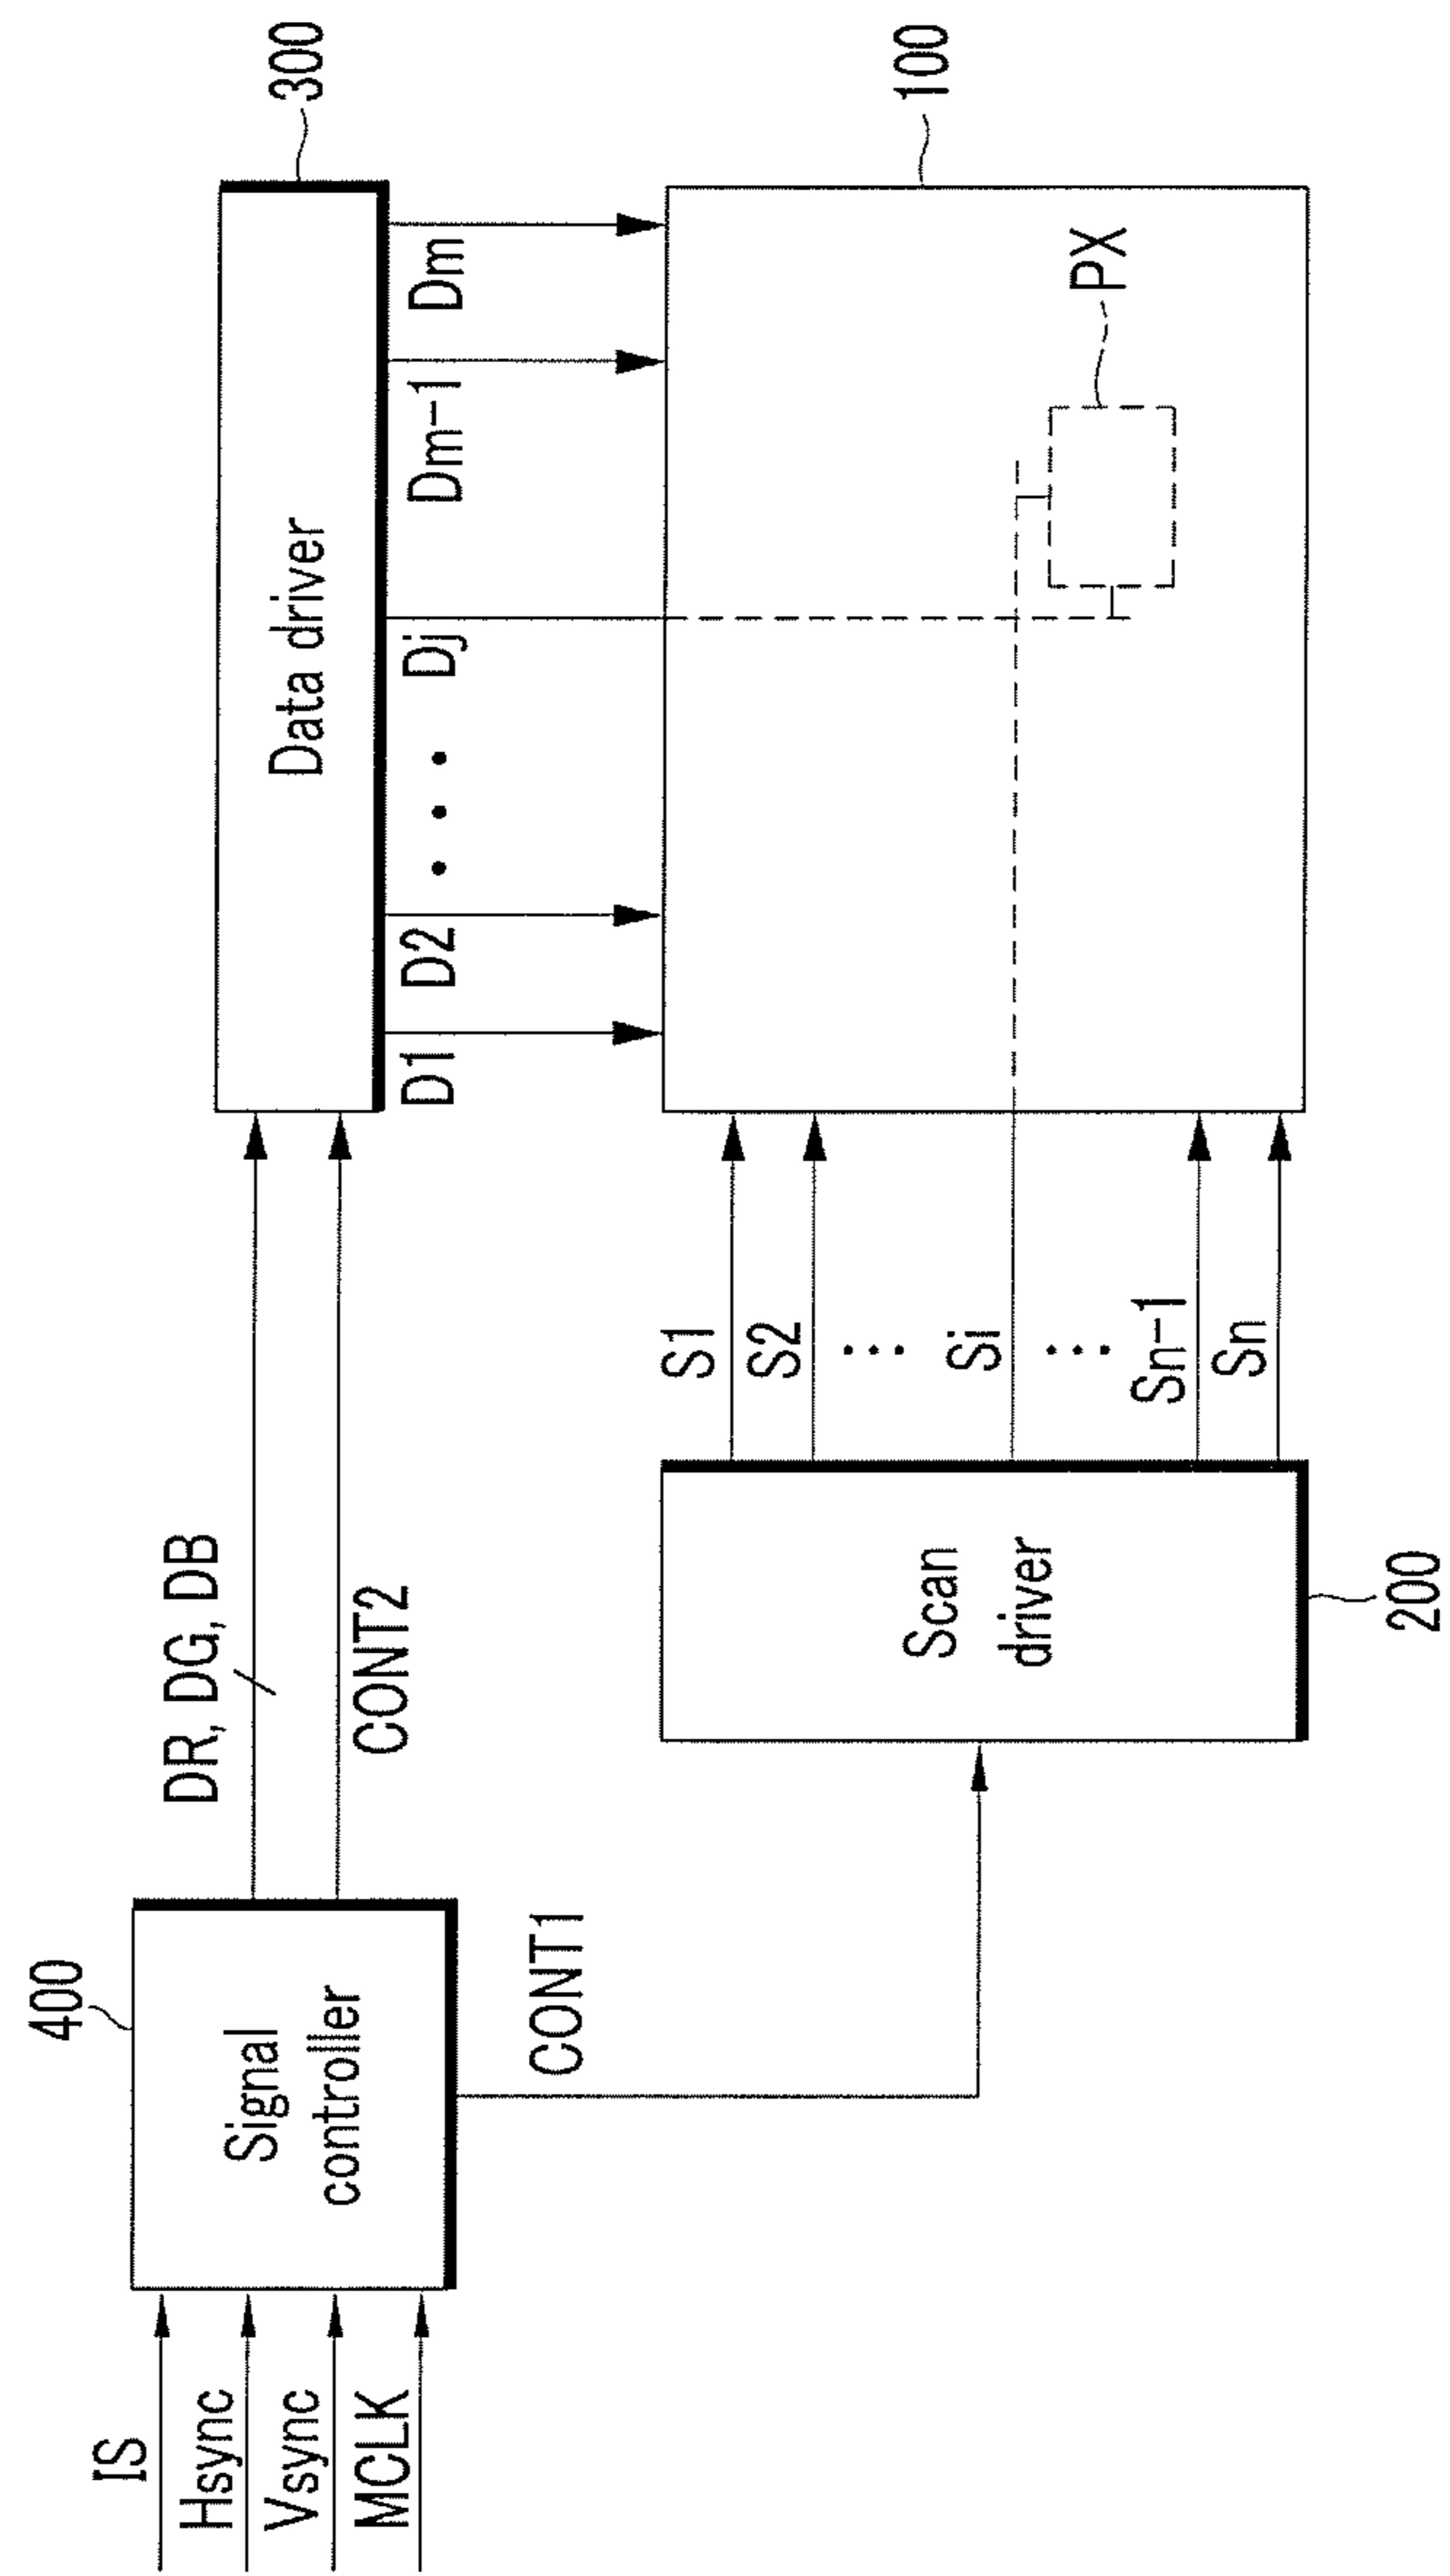 IS
Hsync
Vsync
MCLK
400
Signal
controller
DR, DG, DB
CONT2
CONT1
300
Data driver
D1
D2
• • •
Dj
Dm-1
Dm
Scan
driver
200
S1
S2
•••
Si
•••
Sn-1
Sn
100
PX